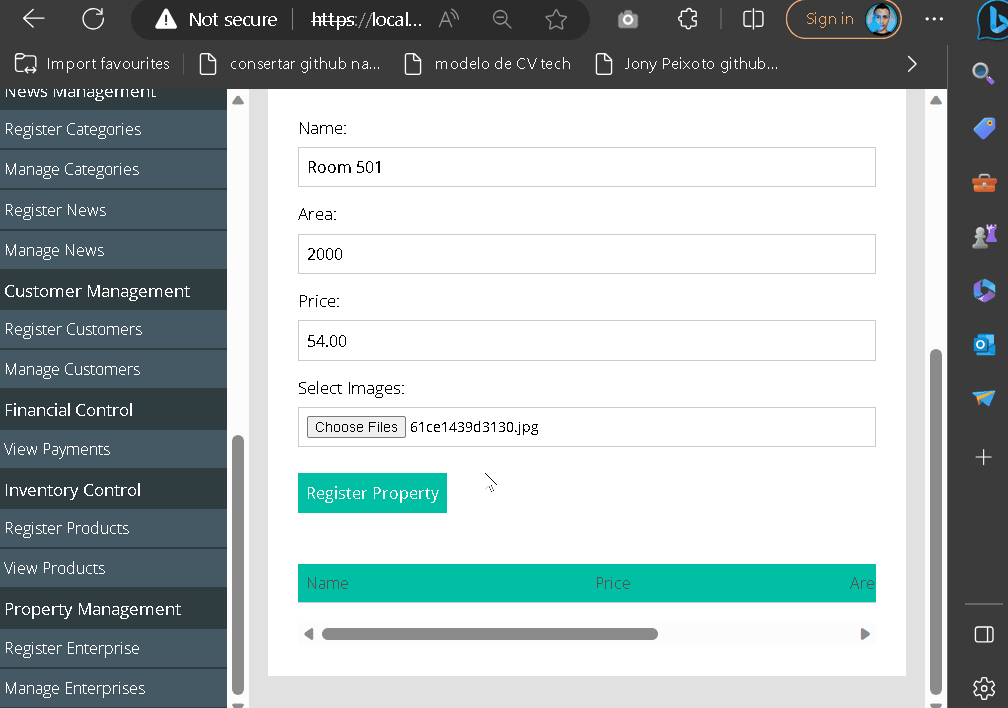 Not secure
https://local...
Sign in
Import favourites
consertar github na...
modelo de CV tech
Jony Peixoto github...
News Management
Register Categories
Manage Categories
Register News
Manage News
Customer Management
Register Customers
Manage Customers
Financial Control
View Payments
Inventory Control
Register Products
View Products
Property Management
Register Enterprise
Manage Enterprises
Name:
Room 501
Area:
2000
Price:
54.00
Select Images:
Choose Files 61ce1439d3130.jpg
Register Property
Name Price Are